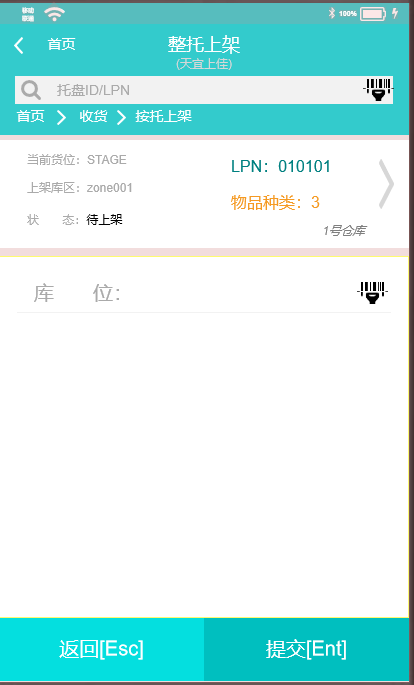 移动
联通
100%
首页
整托上架
(天宜上佳)
托盘ID/LPN
首页 收货 按托上架
当前货位：STAGE
LPN：010101
上架库区：zone001
物品种类：3
状 态：待上架
1号仓库
库 位：
返回[Esc]
提交[Ent]